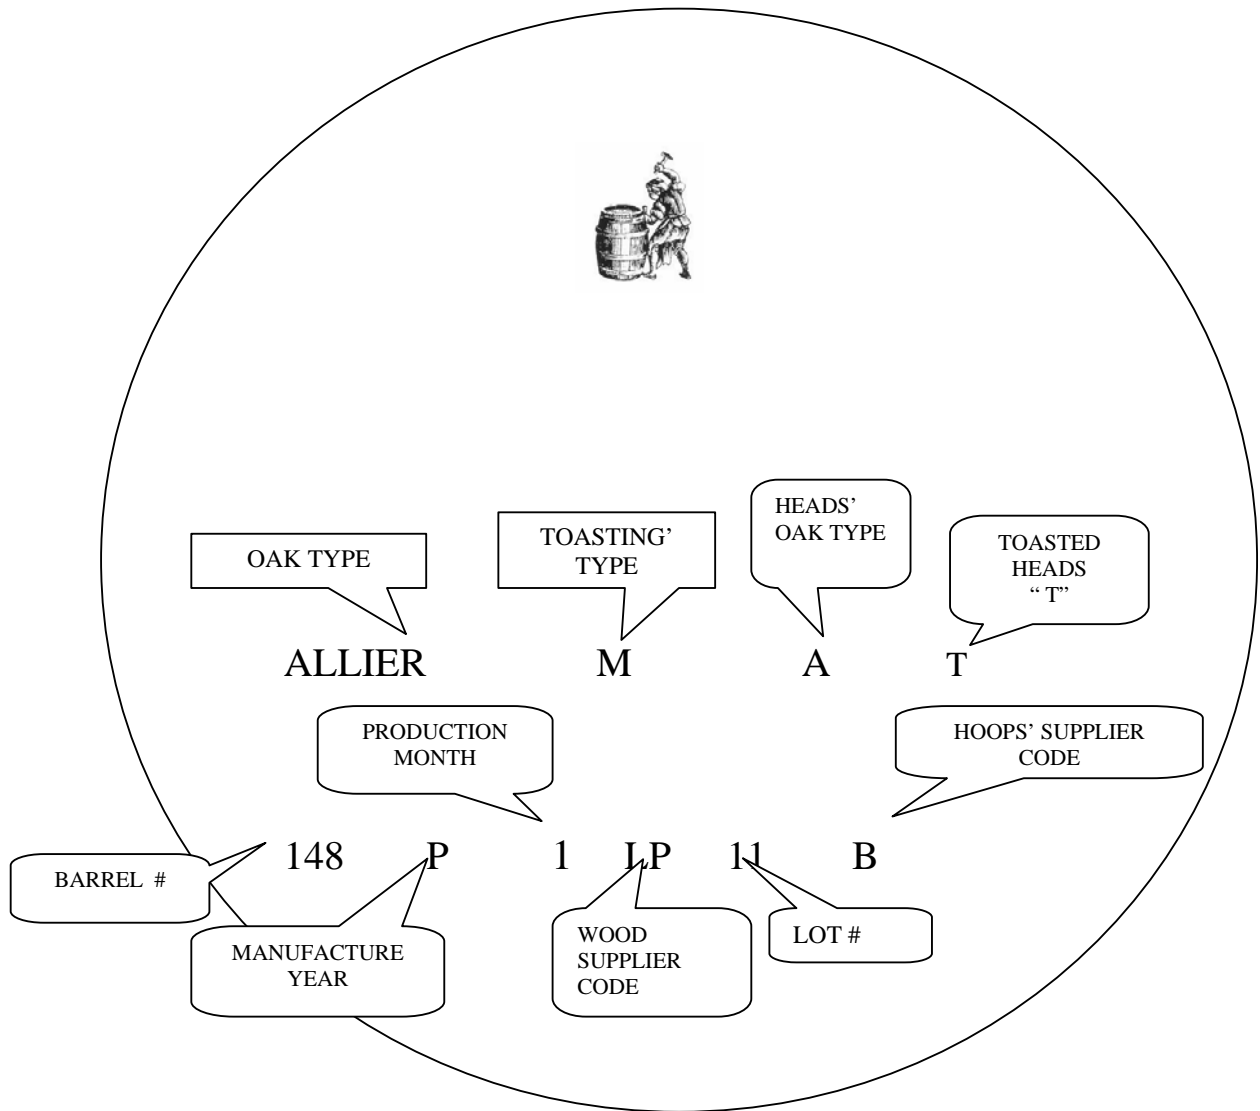 OAK TYPE
TOASTING’
TYPE
HEADS’
OAK TYPE
TOASTED
HEADS
“ T”
ALLIER M A T
PRODUCTION
MONTH
HOOPS’ SUPPLIER
CODE
148 P 1 LP 11 B
BARREL #
MANUFACTURE
YEAR
WOOD
SUPPLIER
CODE
LOT #